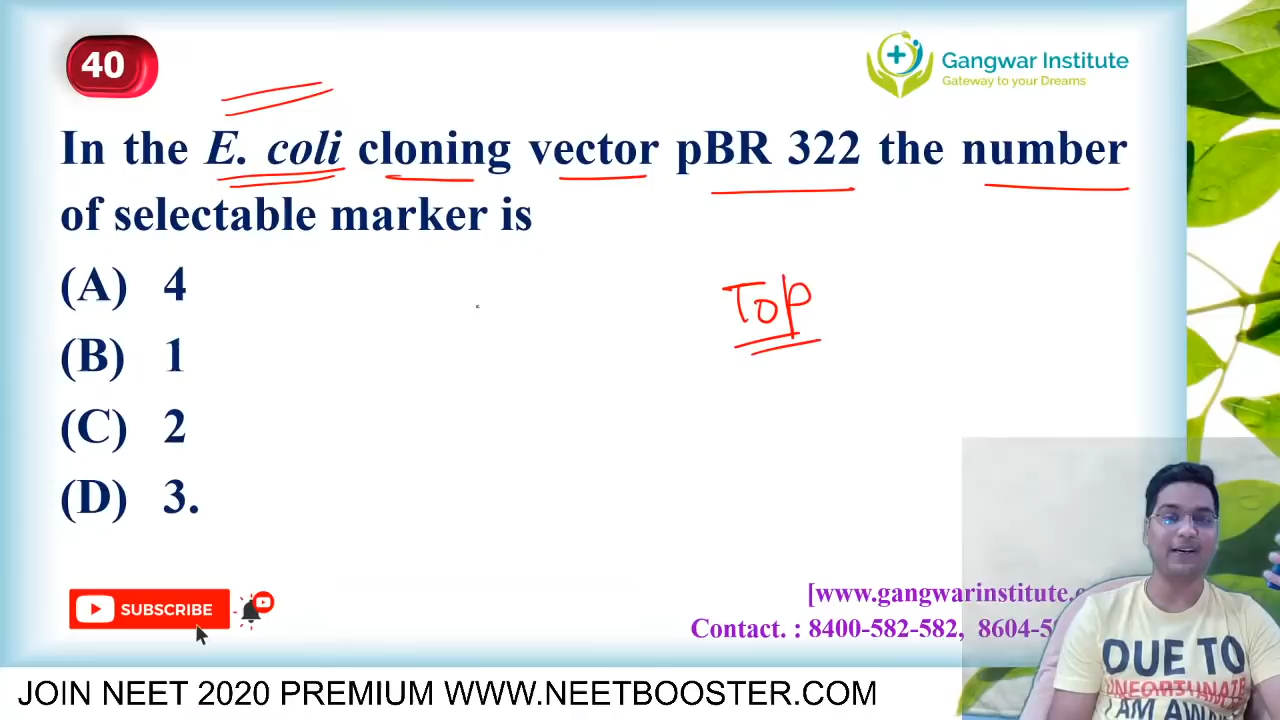 40
Gangwar Institute
Gateway to your Dreams
In the E. coli cloning vector pBR 322 the number
of selectable marker is
(A) 4
Top
(B) 1
(C) 2
(D) 3.
SUBSCRIBE
[www.gangwarinstitute.c
Contact. : 8400-582-582, 8604-5
DUE TO
UNFORTUNATE
I AM AW
JOIN NEET 2020 PREMIUM WWW.NEETBOOSTER.COM